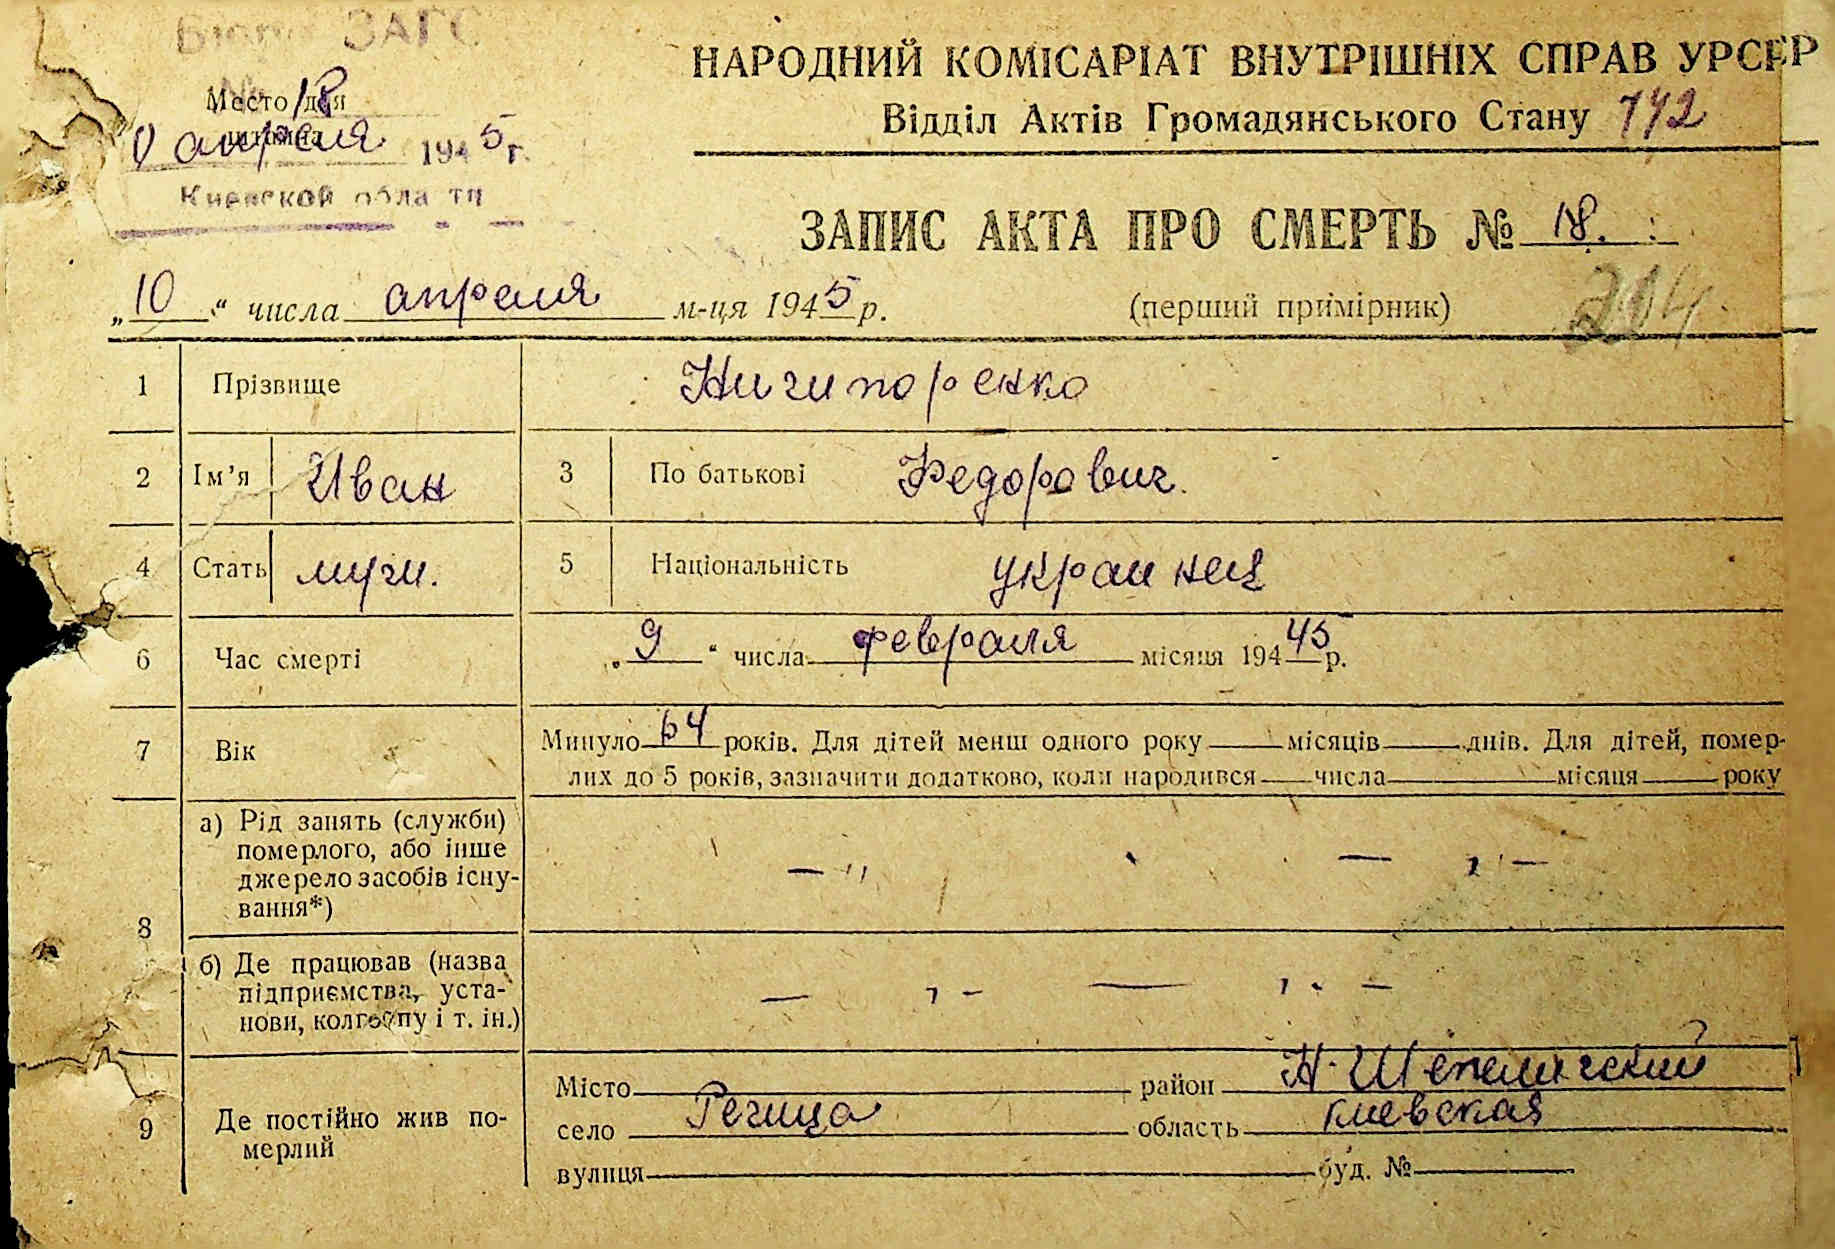 Бюро ЗАГС
№ 18
Место для
штампа
апреля 1945 г.
Киевской области
НАРОДНИЙ КОМІСАРІАТ ВНУТРІШНІХ СПРАВ УРСР
Відділ Актів Громадянського Стану 742
ЗАПИС АКТА ПРО СМЕРТЬ № 18.
„10“ числа апреля м-ця 1945 р. (перший примірник) 204
1 Прізвище Ничипоренко
2 Ім’я Иван 3 По батькові Федорович.
4 Стать муж. 5 Національність украинец
6 Час смерті „9“ числа февраля місяця 19445 р.
7 Вік Минуло 64 років. Для дітей менш одного року місяців днів. Для дітей, помер-
лих до 5 років, зазначити додатково, коли народився числа місяця року
8 а) Рід занять (служби)
померлого, або інше
джерело засобів існу-
вання*) — " — " —
б) Де працював (назва
підприємства, уста-
нови, колгоспу і т. ін.) — " — — " —
9 Де постійно жив по-
мерлий
Місто район Н-Шепелический
село Речица область киевская
вулиця буд. №